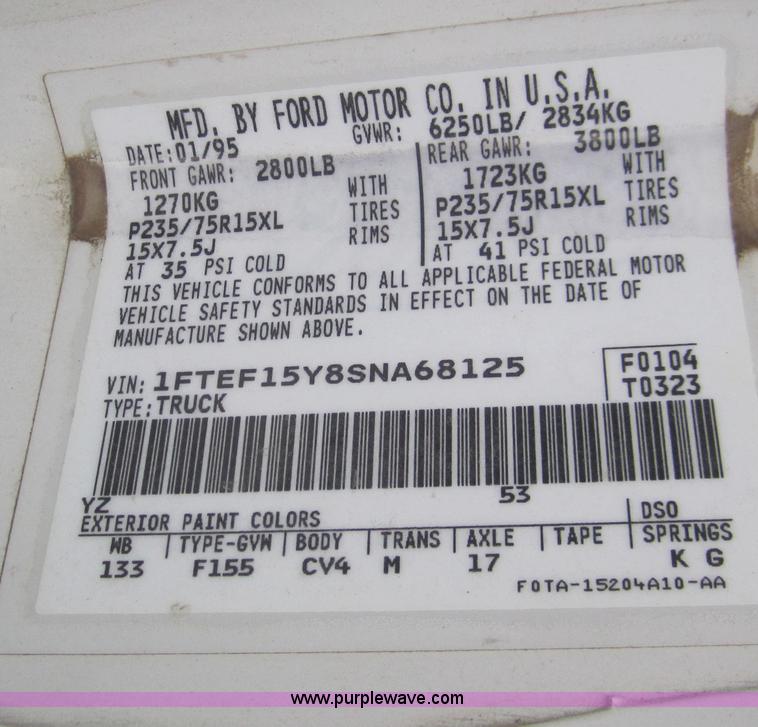 MFD. BY FORD MOTOR CO. IN U.S.A.
DATE: 01/95 GVWR: 6250LB/ 2834KG
FRONT GAWR: 2800LB REAR GAWR: 3800LB
1270KG WITH 1723KG WITH
P235/75R15XL TIRES P235/75R15XL TIRES
15X7.5J RIMS 15X7.5J RIMS
AT 35 PSI COLD AT 41 PSI COLD
THIS VEHICLE CONFORMS TO ALL APPLICABLE FEDERAL MOTOR
VEHICLE SAFETY STANDARDS IN EFFECT ON THE DATE OF
MANUFACTURE SHOWN ABOVE.
VIN: 1FTEF15Y8SNA68125 F0104
TYPE: TRUCK T0323
YZ 53
EXTERIOR PAINT COLORS DSO
WB TYPE-GVW BODY TRANS AXLE TAPE SPRINGS
133 F155 CV4 M 17 K G
F0TA-15204A10-AA
www.purplewave.com